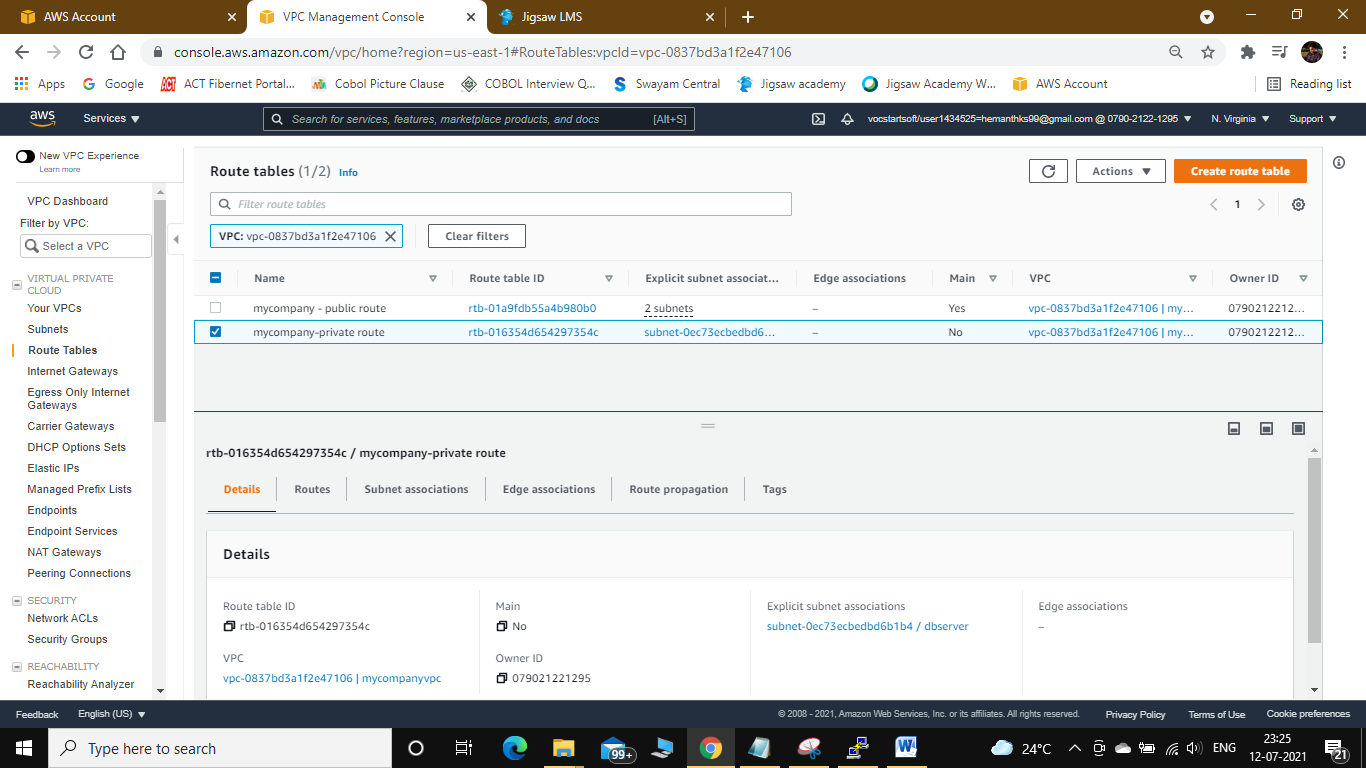 AWS Account
VPC Management Console
Jigsaw LMS
console.aws.amazon.com/vpc/home?region=us-east-1#RouteTables:vpcId=vpc-0837bd3a1f2e47106
Apps
Google
ACT Fibernet Portal...
Cobol Picture Clause
COBOL Interview Q...
Swayam Central
Jigsaw academy
Jigsaw Academy W...
AWS Account
Reading list
aws
Services
Search for services, features, marketplace products, and docs
[Alt+S]
vocstartsoft/user1434525=hemanthks99@gmail.com @ 0790-2122-1295
N. Virginia
Support
New VPC Experience
Learn more
VPC Dashboard
Filter by VPC:
Select a VPC
VIRTUAL PRIVATE
CLOUD
Your VPCs
Subnets
Route Tables
Internet Gateways
Egress Only Internet
Gateways
Carrier Gateways
DHCP Options Sets
Elastic IPs
Managed Prefix Lists
Endpoints
Endpoint Services
NAT Gateways
Peering Connections
SECURITY
Network ACLs
Security Groups
REACHABILITY
Reachability Analyzer
Route tables (1/2) Info
Actions
Create route table
Filter route tables
1
VPC: vpc-0837bd3a1f2e47106
Clear filters
Name Route table ID Explicit subnet associat... Edge associations Main VPC Owner ID
mycompany - public route rtb-01a9fdb55a4b980b0 2 subnets – Yes vpc-0837bd3a1f2e47106 | my... 0790212212...
mycompany-private route rtb-016354d654297354c subnet-0ec73ecbedbd6... – No vpc-0837bd3a1f2e47106 | my... 0790212212...
rtb-016354d654297354c / mycompany-private route
Details Routes Subnet associations Edge associations Route propagation Tags
Details
Route table ID
rtb-016354d654297354c
Main
No
Explicit subnet associations
subnet-0ec73ecbedbd6b1b4 / dbserver
Edge associations
–
VPC
vpc-0837bd3a1f2e47106 | mycompanyvpc
Owner ID
079021221295
Feedback
English (US)
© 2008 - 2021, Amazon Web Services, Inc. or its affiliates. All rights reserved.
Privacy Policy
Terms of Use
Cookie preferences
Type here to search
99+
24°C
ENG
23:25
12-07-2021
21